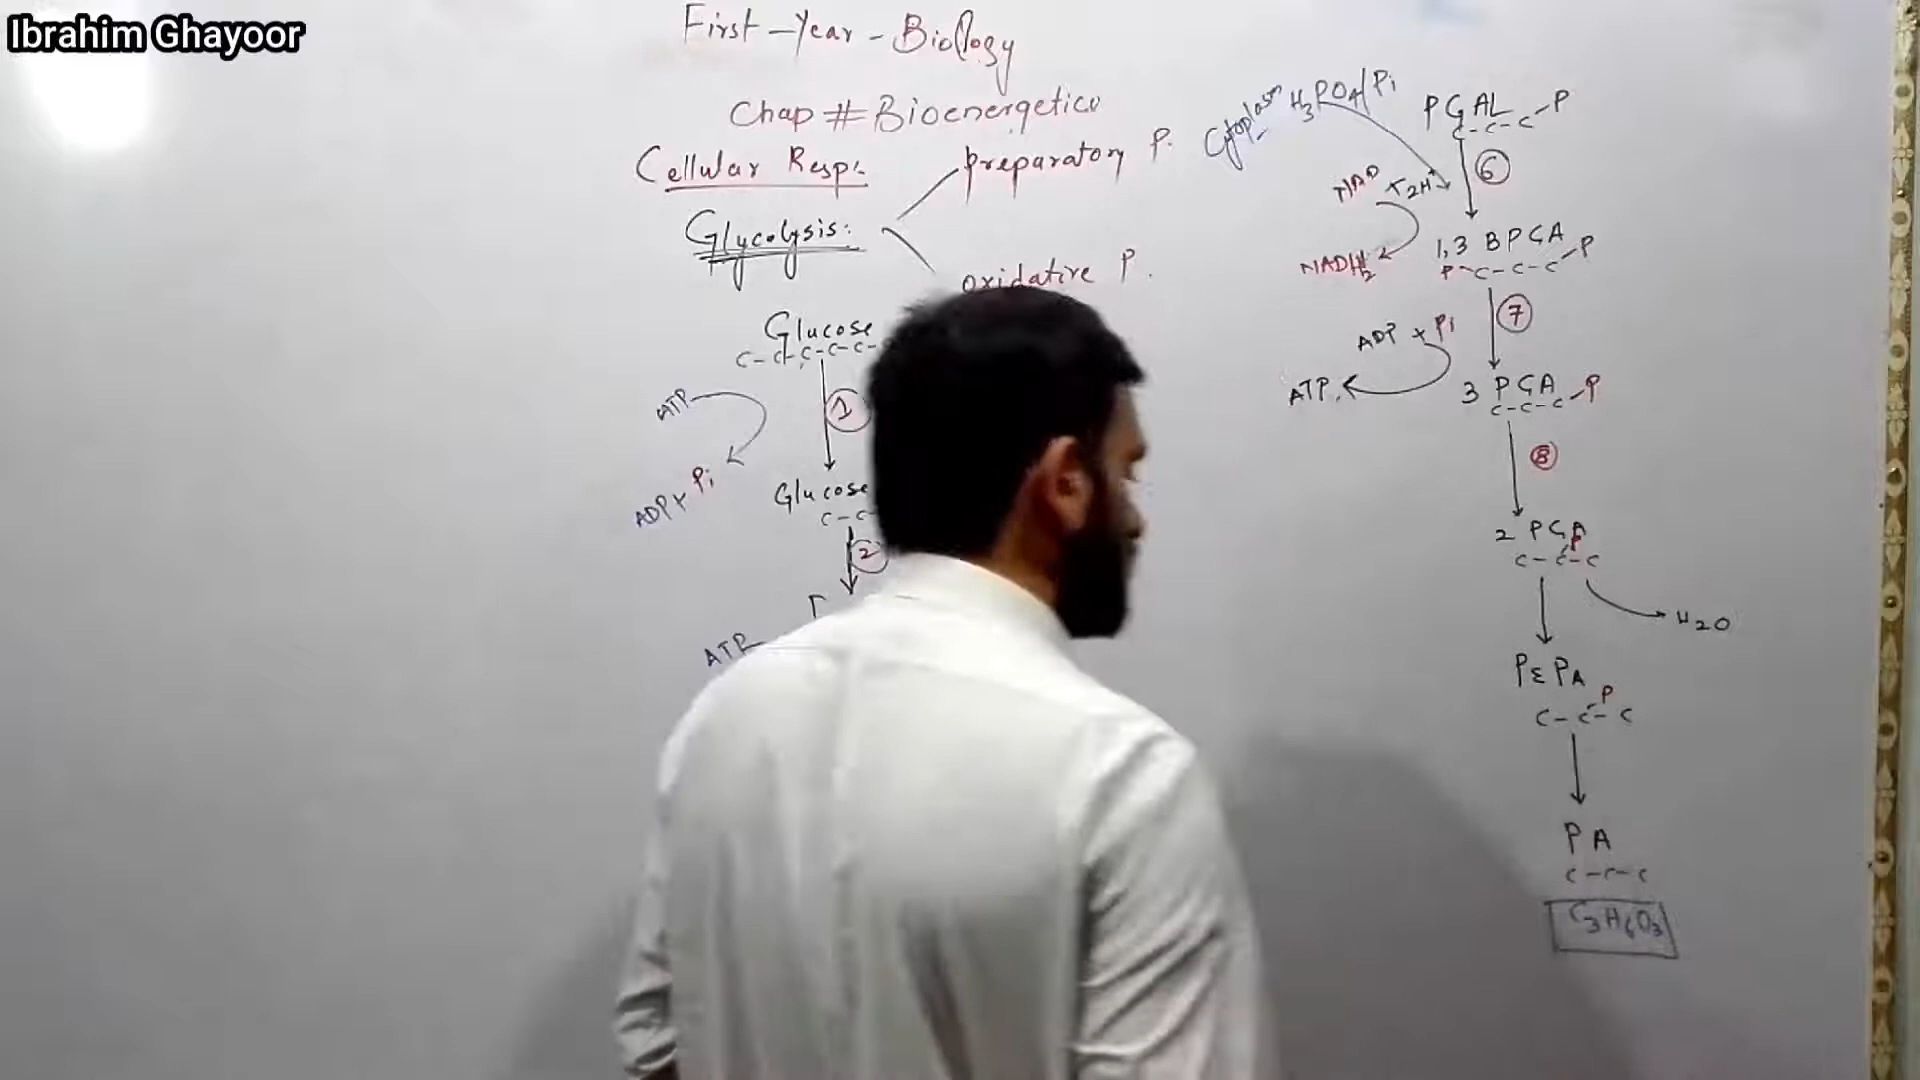 Ibrahim Ghayoor
First-Year-Biology
Chap # Bioenergetics
Cellular Resp:
preparatory P.
Glycolysis:
oxidative P.
Glucose
C-C-C-C-C-
ATP
1
ADP + Pi
Glucose
C-C-
2
ATP
Cytoplasm
H3PO4/Pi
PGAL
C-C-C-P
6
NAD + 2H+
NADH2
1,3 BPGA
P-C-C-C-P
7
ADP + Pi
ATP.
3 PGA
C-C-C-P
8
2 PGA
P
C-C-C
H2O
PEPA
P
C-C-C
PA
C-C-C